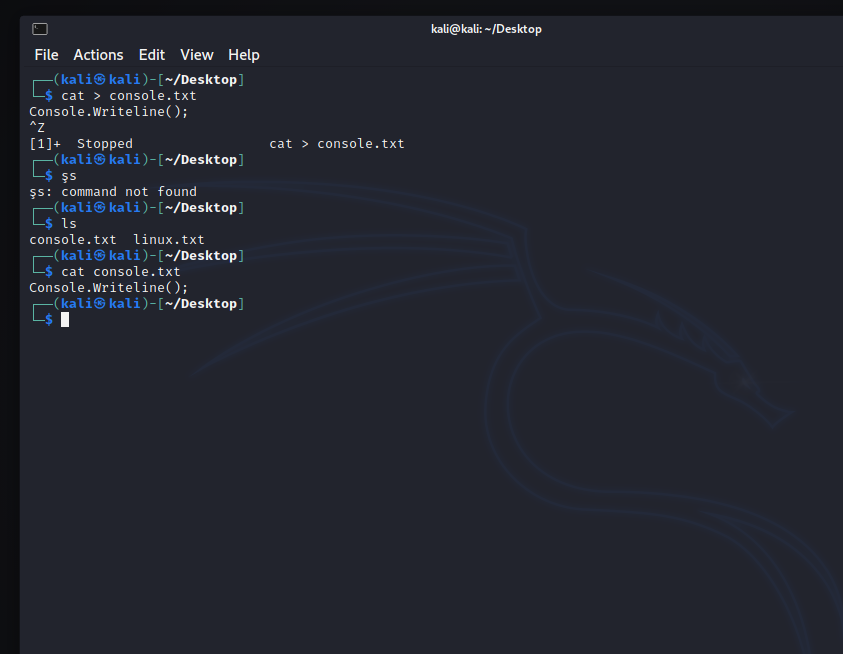 kali@kali: ~/Desktop
File Actions Edit View Help
┌──(kali㉿kali)-[~/Desktop]
└─$ cat > console.txt
Console.Writeline();
^Z
[1]+  Stopped                 cat > console.txt
┌──(kali㉿kali)-[~/Desktop]
└─$ şs
şs: command not found
┌──(kali㉿kali)-[~/Desktop]
└─$ ls
console.txt  linux.txt
┌──(kali㉿kali)-[~/Desktop]
└─$ cat console.txt
Console.Writeline();
┌──(kali㉿kali)-[~/Desktop]
└─$